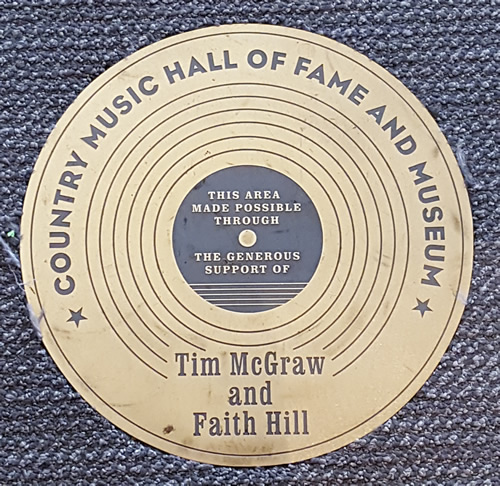 COUNTRY MUSIC HALL OF FAME AND MUSEUM
THIS AREA
MADE POSSIBLE
THROUGH
THE GENEROUS
SUPPORT OF
Tim McGraw
and
Faith Hill